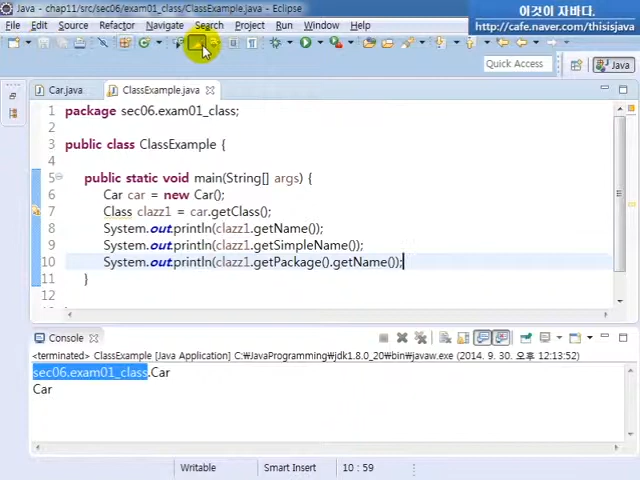 Java - chap11/src/sec06/exam01_class/ClassExample.java - Eclipse
이것이 자바다.
http://cafe.naver.com/thisisjava
File Edit Source Refactor Navigate Search Project Run Window Help
Quick Access
Java
Car.java ClassExample.java
1 package sec06.exam01_class;
2
3 public class ClassExample {
4
5 public static void main(String[] args) {
6 Car car = new Car();
7 Class clazz1 = car.getClass();
8 System.out.println(clazz1.getName());
9 System.out.println(clazz1.getSimpleName());
10 System.out.println(clazz1.getPackage().getName());
11 }
12
Console
<terminated> ClassExample [Java Application] C:\JavaProgramming\jdk1.8.0_20\bin\javaw.exe (2014. 9. 30. 오후 12:13:52)
sec06.exam01_class.Car
Car
Writable Smart Insert 10 : 59